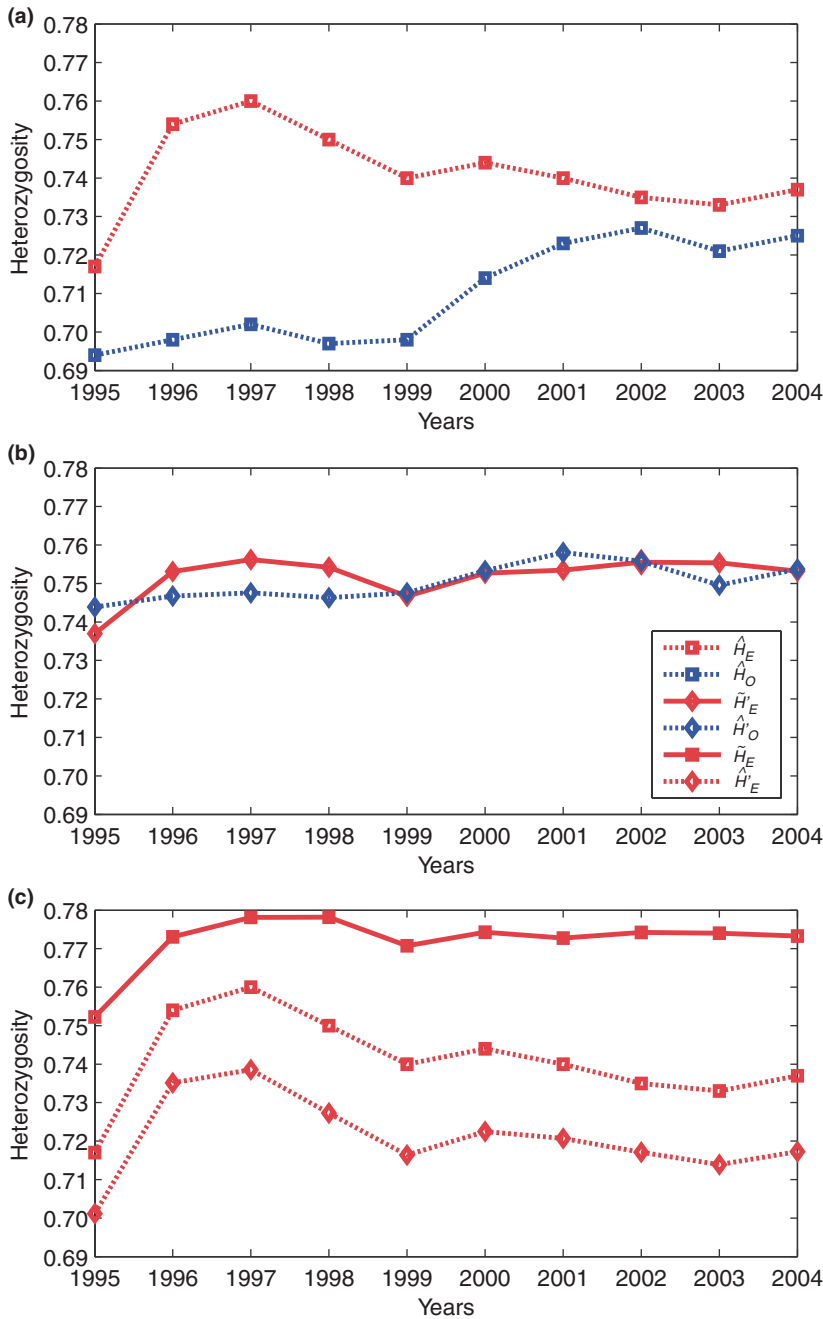 (a)
0.78
0.77
0.76
0.75
0.74
0.73
0.72
0.71
0.70
0.69
Heterozygosity
1995 1996 1997 1998 1999 2000 2001 2002 2003 2004
Years
(b)
0.78
0.77
0.76
0.75
0.74
0.73
0.72
0.71
0.70
0.69
Heterozygosity
Ĥ_E
Ĥ_O
H̃'_E
Ĥ'_O
H̃_E
Ĥ'_E
1995 1996 1997 1998 1999 2000 2001 2002 2003 2004
Years
(c)
0.78
0.77
0.76
0.75
0.74
0.73
0.72
0.71
0.70
0.69
Heterozygosity
1995 1996 1997 1998 1999 2000 2001 2002 2003 2004
Years